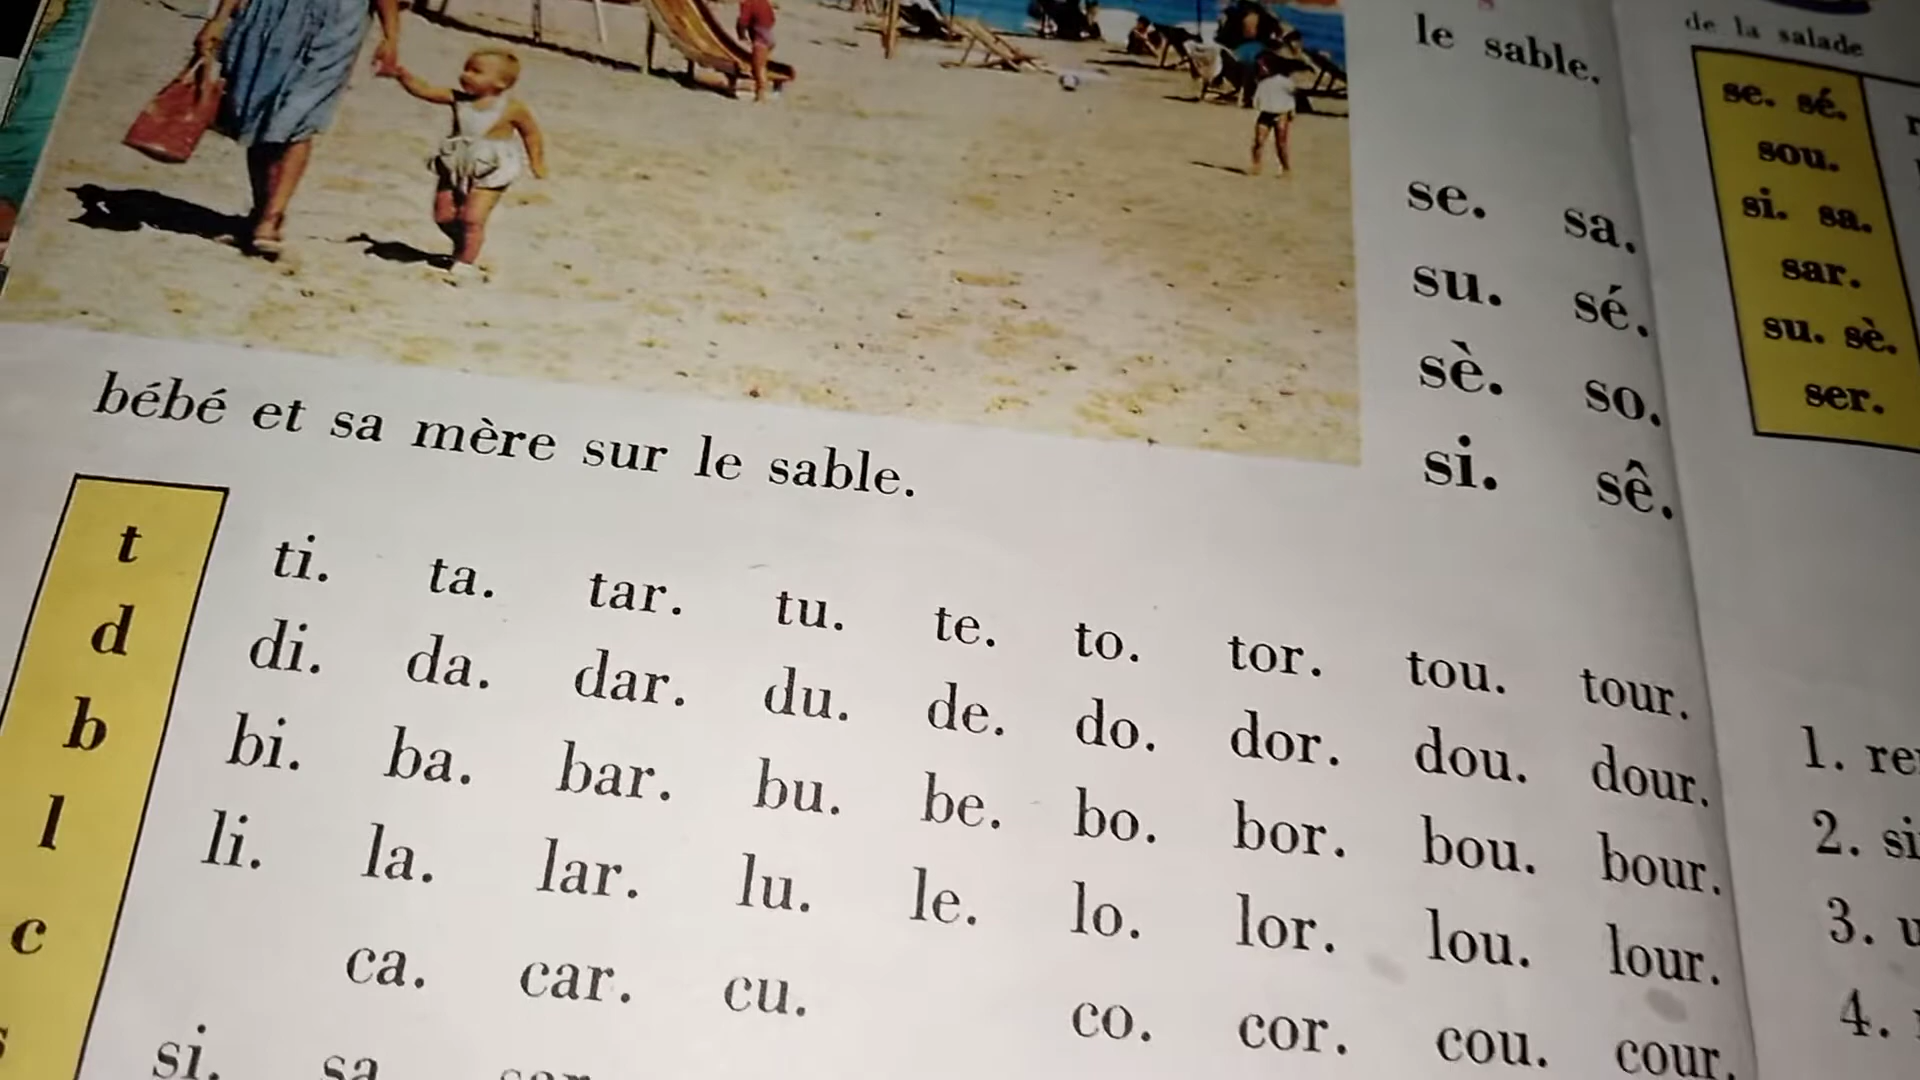 le sable.
se. sa.
su. sé.
sè. so.
si. sê.
bébé et sa mère sur le sable.
t ti. ta. tar. tu. te. to. tor. tou. tour.
d di. da. dar. du. de. do. dor. dou. dour.
b bi. ba. bar. bu. be. bo. bor. bou. bour.
l li. la. lar. lu. le. lo. lor. lou. lour.
c ca. car. cu. co. cor. cou. cour.
si. sa
de la salade
se. sé.
sou.
si. sa.
sar.
su. sè.
ser.
1.
2.
3.
4.